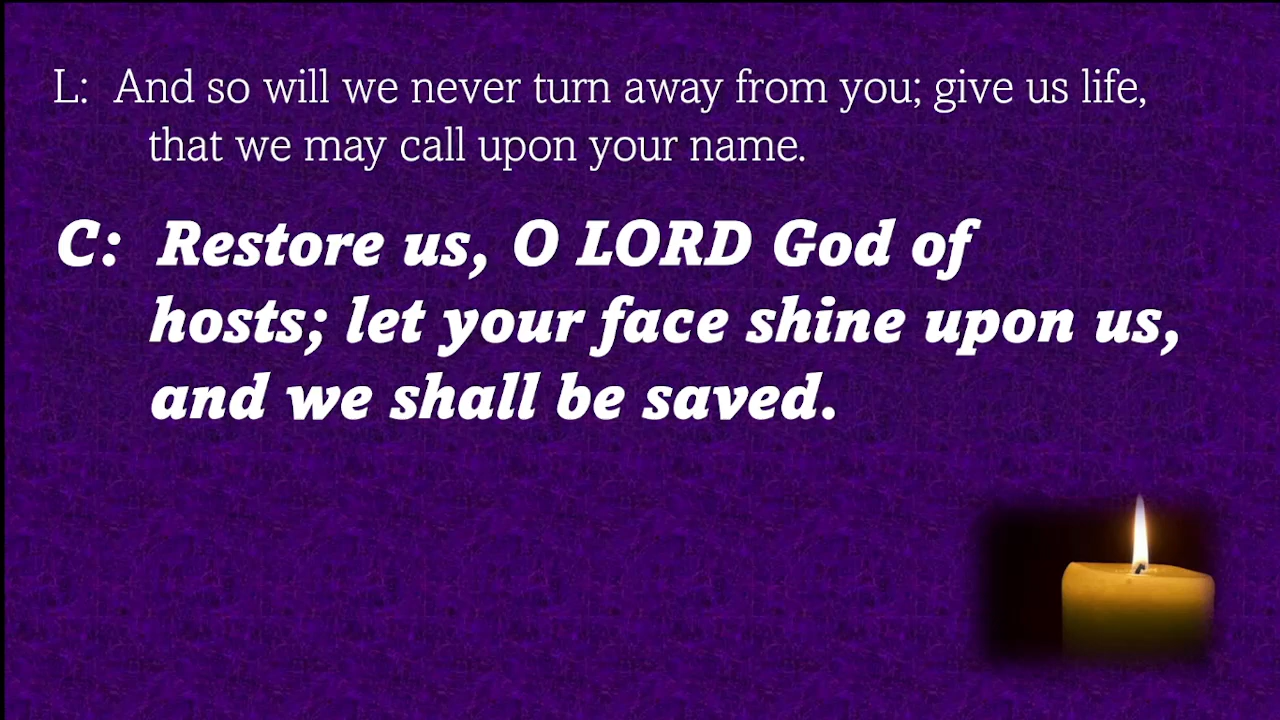 L: And so will we never turn away from you; give us life,
that we may call upon your name.
C: Restore us, O LORD God of
hosts; let your face shine upon us,
and we shall be saved.